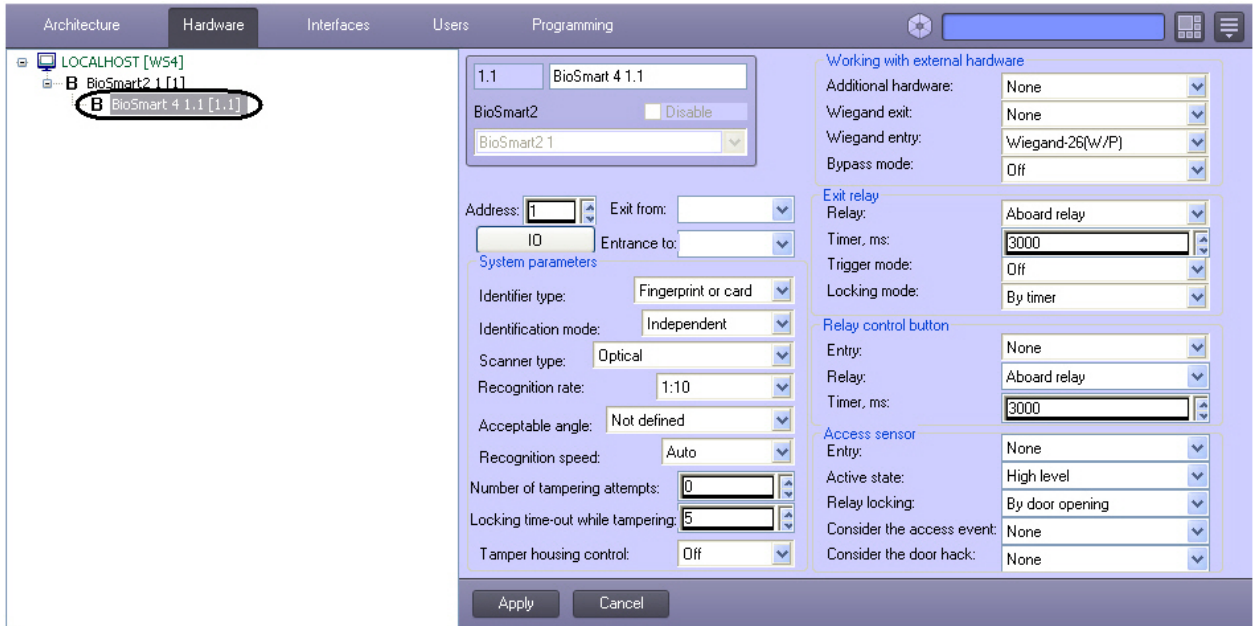 Architecture Hardware Interfaces Users Programming
LOCALHOST [WS4]
B BioSmart2 1 [1]
B BioSmart 4 1.1 [1.1]
1.1 BioSmart 4 1.1
BioSmart2 Disable
BioSmart2 1
Address: 1 Exit from:
IO Entrance to:
System parameters
Identifier type: Fingerprint or card
Identification mode: Independent
Scanner type: Optical
Recognition rate: 1:10
Acceptable angle: Not defined
Recognition speed: Auto
Number of tampering attempts: 0
Locking time-out while tampering: 5
Tamper housing control: Off
Working with external hardware
Additional hardware: None
Wiegand exit: None
Wiegand entry: Wiegand-26(W/P)
Bypass mode: Off
Exit relay
Relay: Aboard relay
Timer, ms: 3000
Trigger mode: Off
Locking mode: By timer
Relay control button
Entry: None
Relay: Aboard relay
Timer, ms: 3000
Access sensor
Entry: None
Active state: High level
Relay locking: By door opening
Consider the access event: None
Consider the door hack: None
Apply Cancel